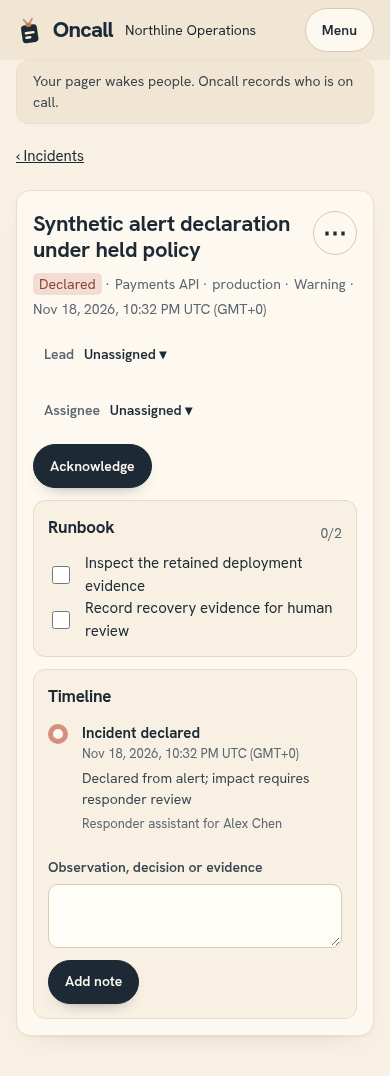 Oncall Northline Operations Menu
Your pager wakes people. Oncall records who is on
call.
‹ Incidents
Synthetic alert declaration
under held policy
Declared · Payments API · production · Warning ·
Nov 18, 2026, 10:32 PM UTC (GMT+0)
Lead Unassigned ▾
Assignee Unassigned ▾
Acknowledge
Runbook 0/2
Inspect the retained deployment
evidence
Record recovery evidence for human
review
Timeline
Incident declared
Nov 18, 2026, 10:32 PM UTC (GMT+0)
Declared from alert; impact requires
responder review
Responder assistant for Alex Chen
Observation, decision or evidence
Add note